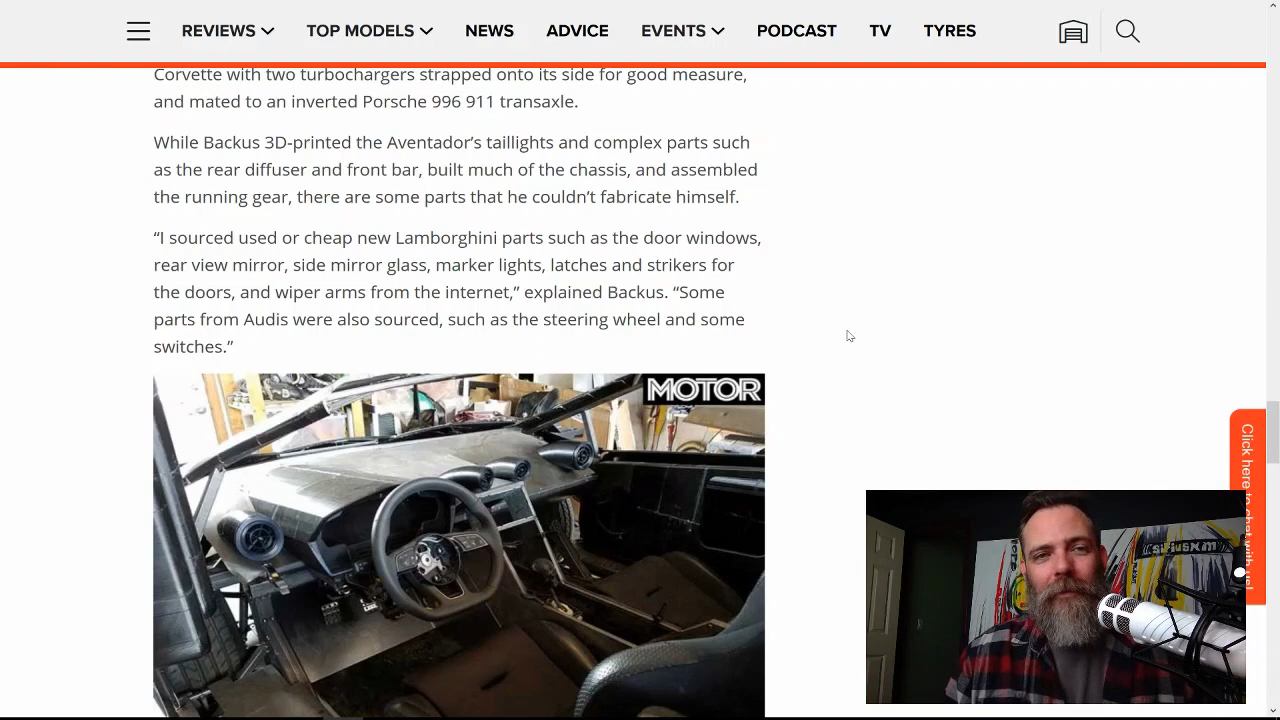 REVIEWS TOP MODELS NEWS ADVICE EVENTS PODCAST TV TYRES
Corvette with two turbochargers strapped onto its side for good measure,
and mated to an inverted Porsche 996 911 transaxle.
While Backus 3D-printed the Aventador’s taillights and complex parts such
as the rear diffuser and front bar, built much of the chassis, and assembled
the running gear, there are some parts that he couldn’t fabricate himself.
“I sourced used or cheap new Lamborghini parts such as the door windows,
rear view mirror, side mirror glass, marker lights, latches and strikers for
the doors, and wiper arms from the internet,” explained Backus. “Some
parts from Audis were also sourced, such as the steering wheel and some
switches.”
MOTOR
Click here to chat with us!
siriusxm